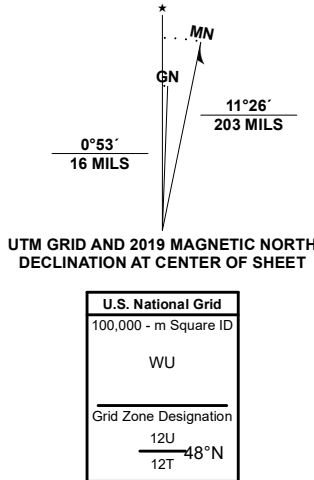 ★
MN
GN
11°26´
203 MILS
0°53´
16 MILS
UTM GRID AND 2019 MAGNETIC NORTH
DECLINATION AT CENTER OF SHEET
U.S. National Grid
100,000 - m Square ID
WU
Grid Zone Designation
12U
48°N
12T